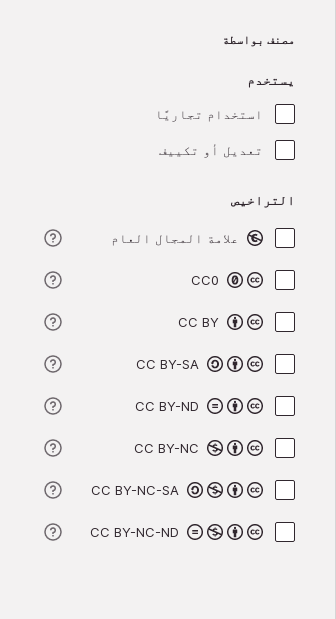 مصنف بواسطة
يستخدم
استخدام تجاريًا
تعديل أو تكييف
التراخيص
علامة المجال العام
CC0
CC BY
CC BY-SA
CC BY-ND
CC BY-NC
CC BY-NC-SA
CC BY-NC-ND